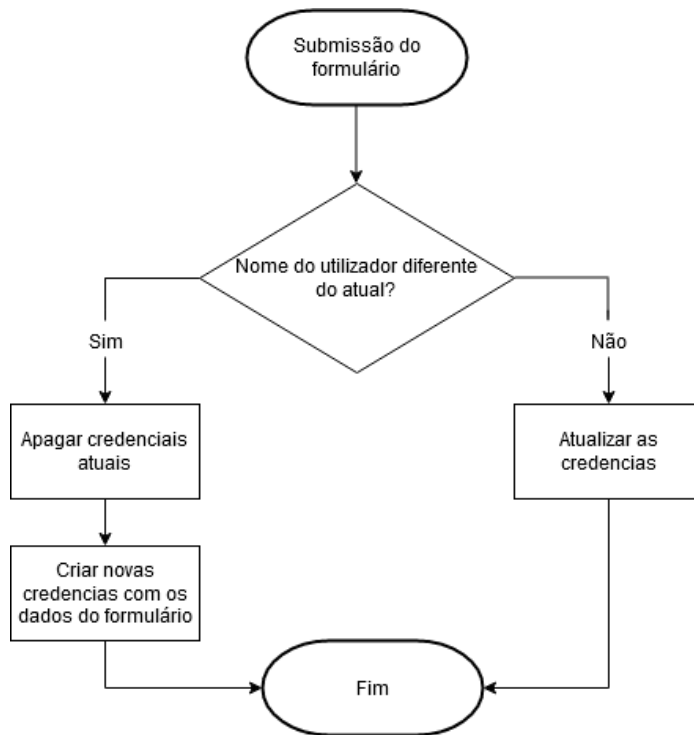 Submissão do
formulário
Nome do utilizador diferente
do atual?
Sim
Não
Apagar credenciais
atuais
Atualizar as
credencias
Criar novas
credencias com os
dados do formulário
Fim